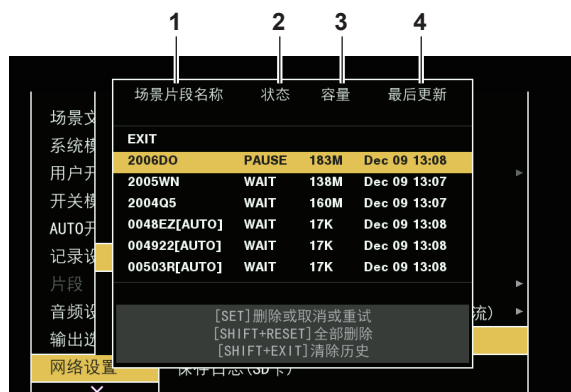 1 2 3 4
场景片段名称 状态 容量 最后更新
EXIT
2006DO PAUSE 183M Dec 09 13:08
2005WN WAIT 138M Dec 09 13:07
2004Q5 WAIT 160M Dec 09 13:07
0048EZ[AUTO] WAIT 17K Dec 09 13:08
004922[AUTO] WAIT 17K Dec 09 13:08
00503R[AUTO] WAIT 17K Dec 09 13:08
[SET]删除或取消或重试
[SHIFT+RESET]全部删除
[SHIFT+EXIT]清除历史
场景文
系统模
用户开
开关模
AUTO开
记录设
片段
音频设
流)
输出选
网络设置